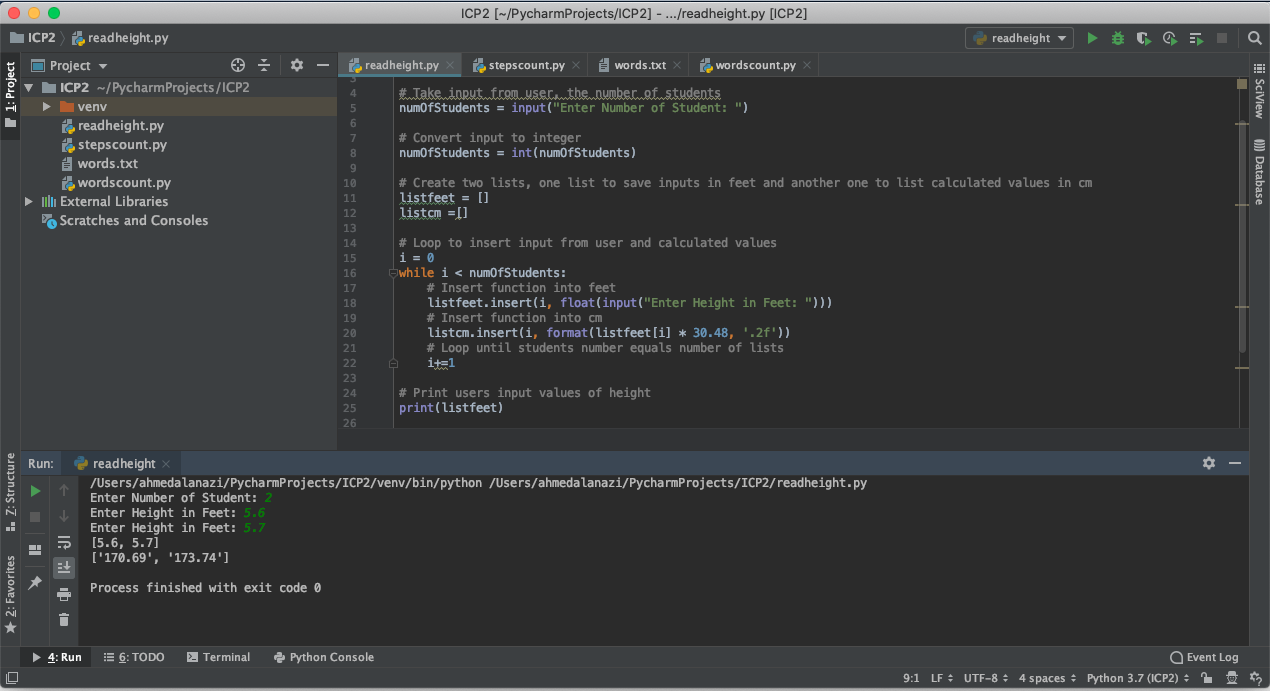 ICP2 [~/PycharmProjects/ICP2] - .../readheight.py [ICP2]
ICP2 readheight.py
readheight
1: Project
Project
ICP2 ~/PycharmProjects/ICP2
venv
readheight.py
stepscount.py
words.txt
wordscount.py
External Libraries
Scratches and Consoles
readheight.py stepscount.py words.txt wordscount.py
3
4 # Take input from user, the number of students
5 numOfStudents = input("Enter Number of Student: ")
6
7 # Convert input to integer
8 numOfStudents = int(numOfStudents)
9
10 # Create two lists, one list to save inputs in feet and another one to list calculated values in cm
11 listfeet = []
12 listcm =[]
13
14 # Loop to insert input from user and calculated values
15 i = 0
16 while i < numOfStudents:
17 # Insert function into feet
18 listfeet.insert(i, float(input("Enter Height in Feet: ")))
19 # Insert function into cm
20 listcm.insert(i, format(listfeet[i] * 30.48, '.2f'))
21 # Loop until students number equals number of lists
22 i+=1
23
24 # Print users input values of height
25 print(listfeet)
26
SciView
Database
Z: Structure
2: Favorites
Run: readheight
/Users/ahmedalanazi/PycharmProjects/ICP2/venv/bin/python /Users/ahmedalanazi/PycharmProjects/ICP2/readheight.py
Enter Number of Student: 2
Enter Height in Feet: 5.6
Enter Height in Feet: 5.7
[5.6, 5.7]
['170.69', '173.74']
Process finished with exit code 0
4: Run 6: TODO Terminal Python Console Event Log
9:1 LF UTF-8 4 spaces Python 3.7 (ICP2)